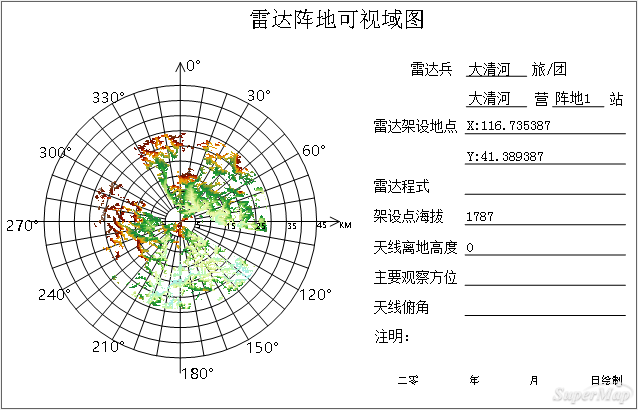 雷达阵地可视域图
雷达兵 大清河 旅/团
大清河 营 阵地1 站
雷达架设地点 X:116.735387
Y:41.389387
雷达程式
架设点海拔 1787
天线离地高度 0
主要观察方位
天线俯角
注明:
二零 年 月 日绘制
0°
30°
60°
120°
150°
180°
210°
240°
270°
300°
330°
5 15 25 35 45 KM
SuperMap